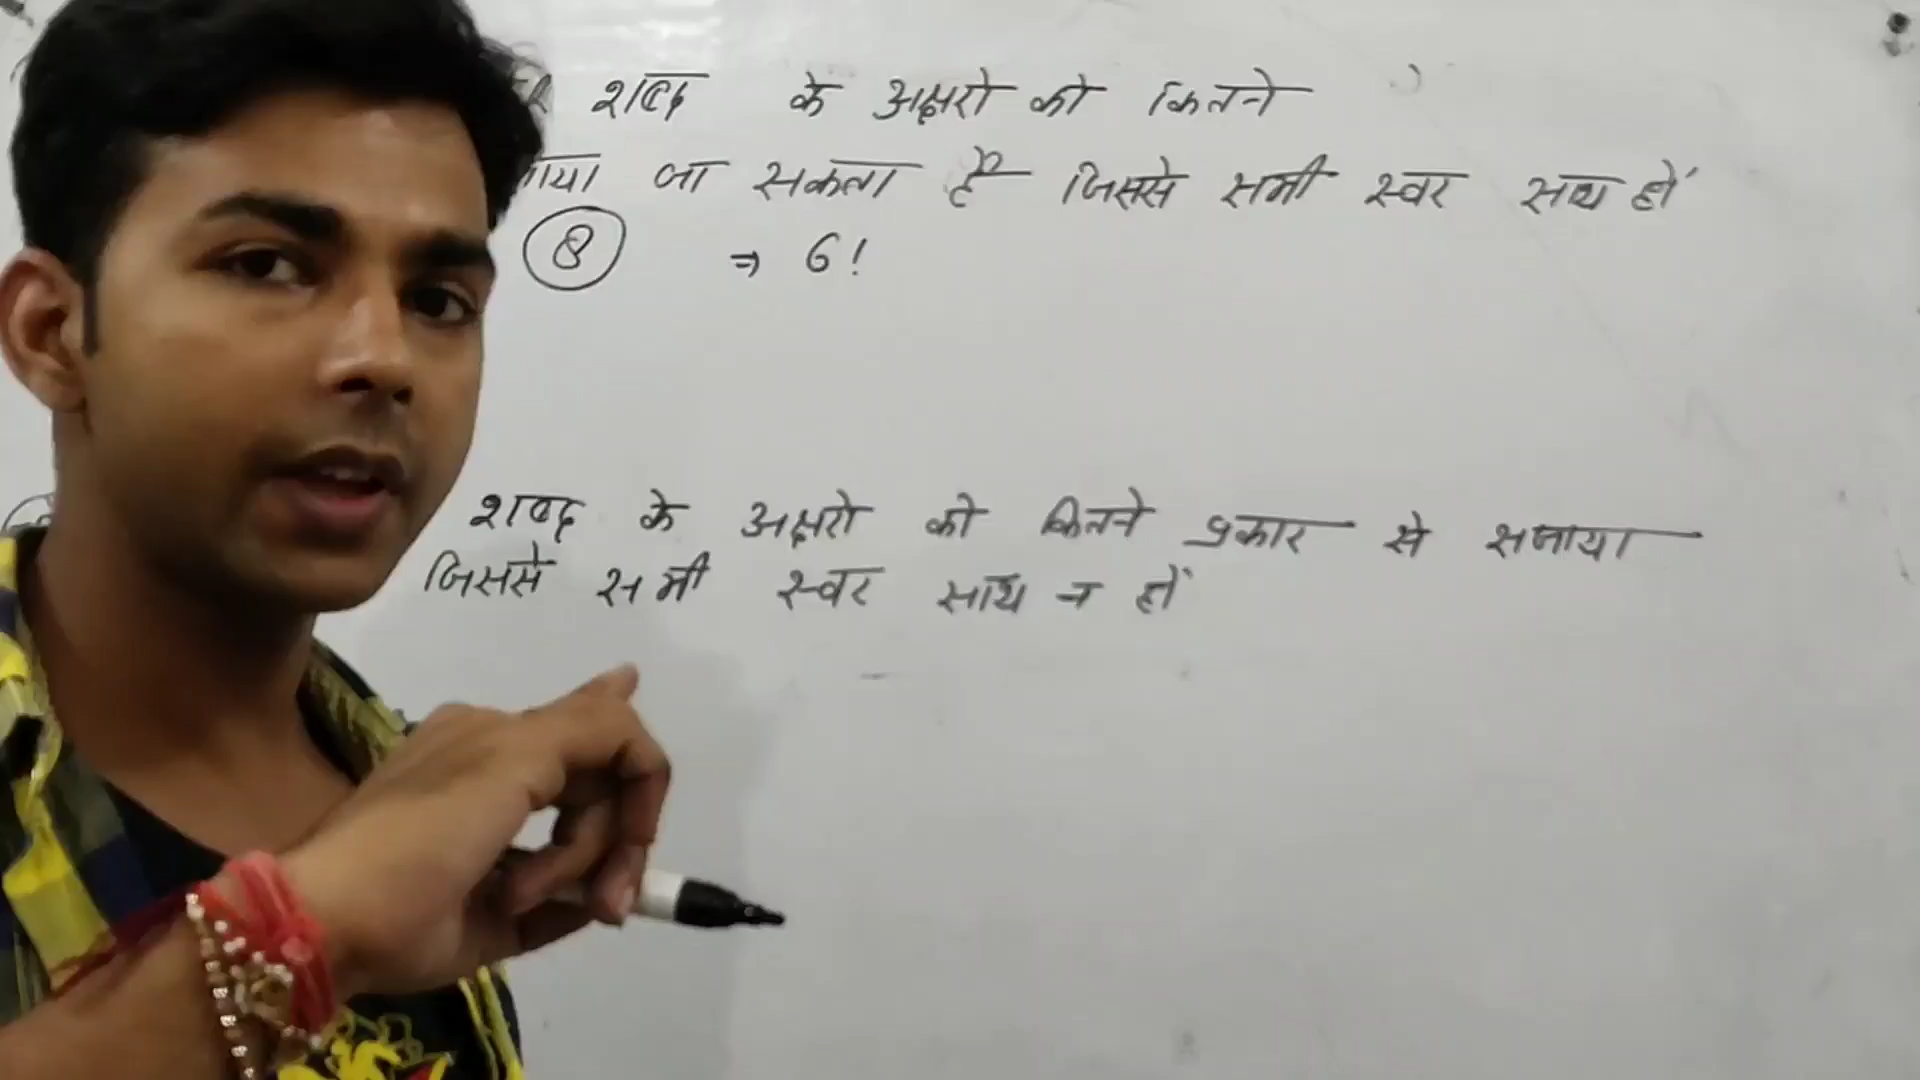 शब्द के अक्षरो को कितने
जा सकता है जिससे सभी स्वर साथ हों
8 ⇒ 6!
शब्द के अक्षरो को कितने प्रकार से सजाया
जिससे सभी स्वर साथ न हों